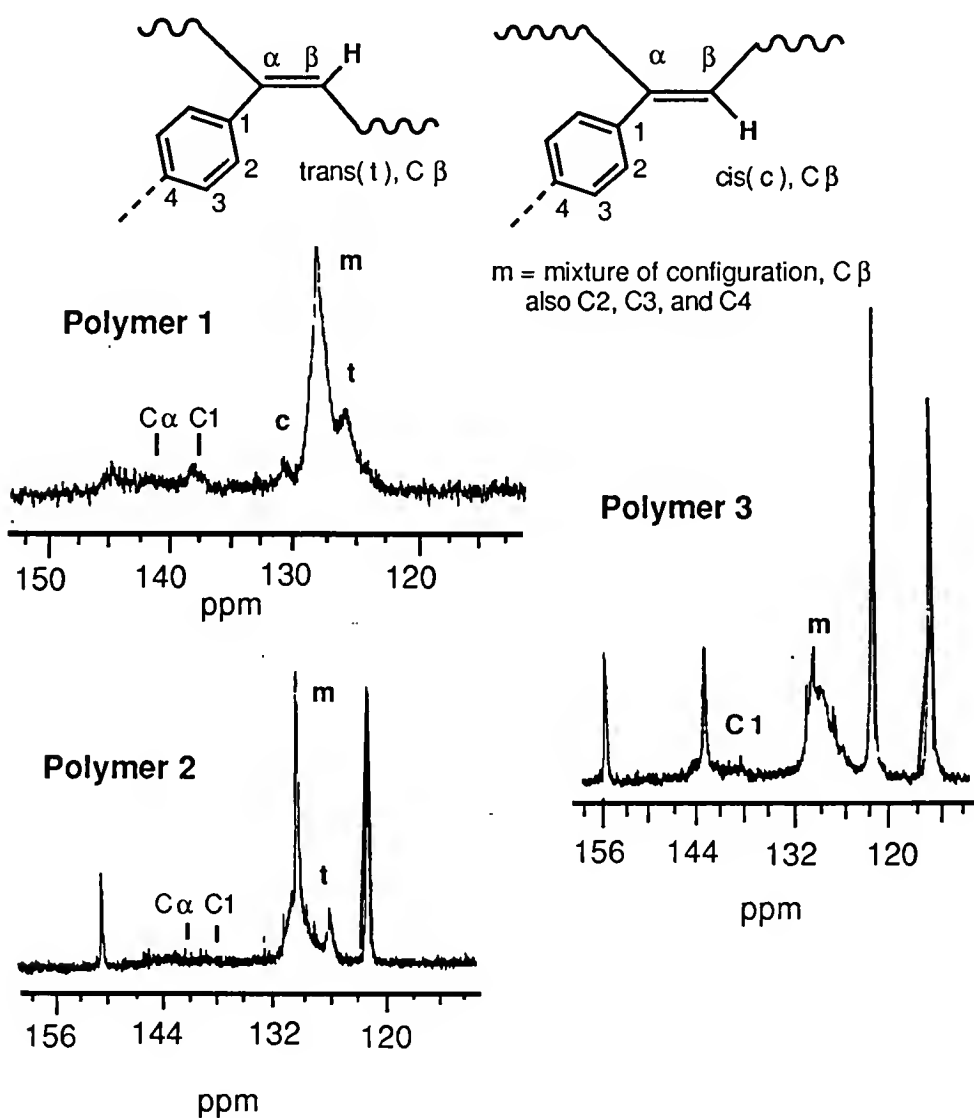 α β H
1
2
3
4
trans(t), C β
α β
H
1
2
3
4
cis(c), C β
m = mixture of configuration, C β
also C2, C3, and C4
Polymer 1
m
t
c
Cα C1
150 140 130 120
ppm
Polymer 3
m
C1
156 144 132 120
ppm
Polymer 2
m
t
Cα C1
156 144 132 120
ppm